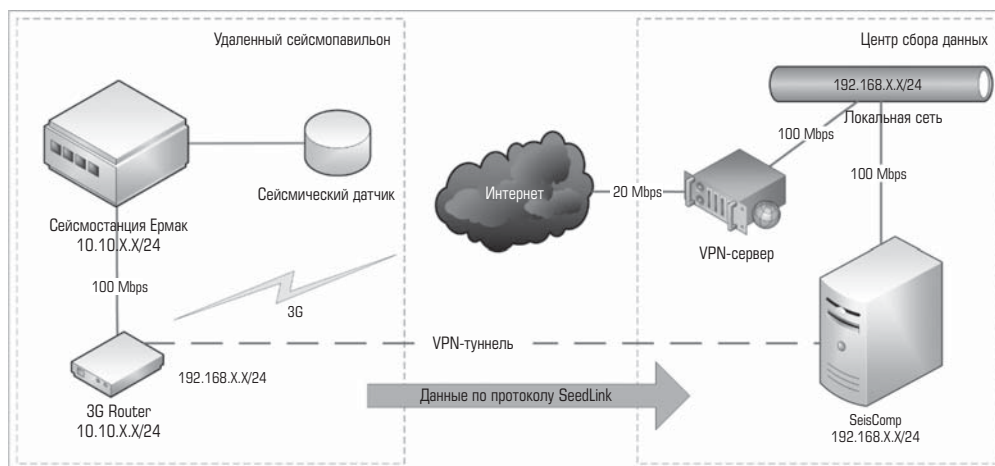 Удаленный сейсмопавильон
Центр сбора данных
192.168.X.X/24
Локальная сеть
100 Mbps
100 Mbps
Сейсмический датчик
Интернет
20 Mbps
VPN-сервер
Сейсмостанция Ермак
10.10.X.X/24
100 Mbps
3G
VPN-туннель
192.168.X.X/24
Данные по протоколу SeedLink
3G Router
10.10.X.X/24
SeisComp
192.168.X.X/24